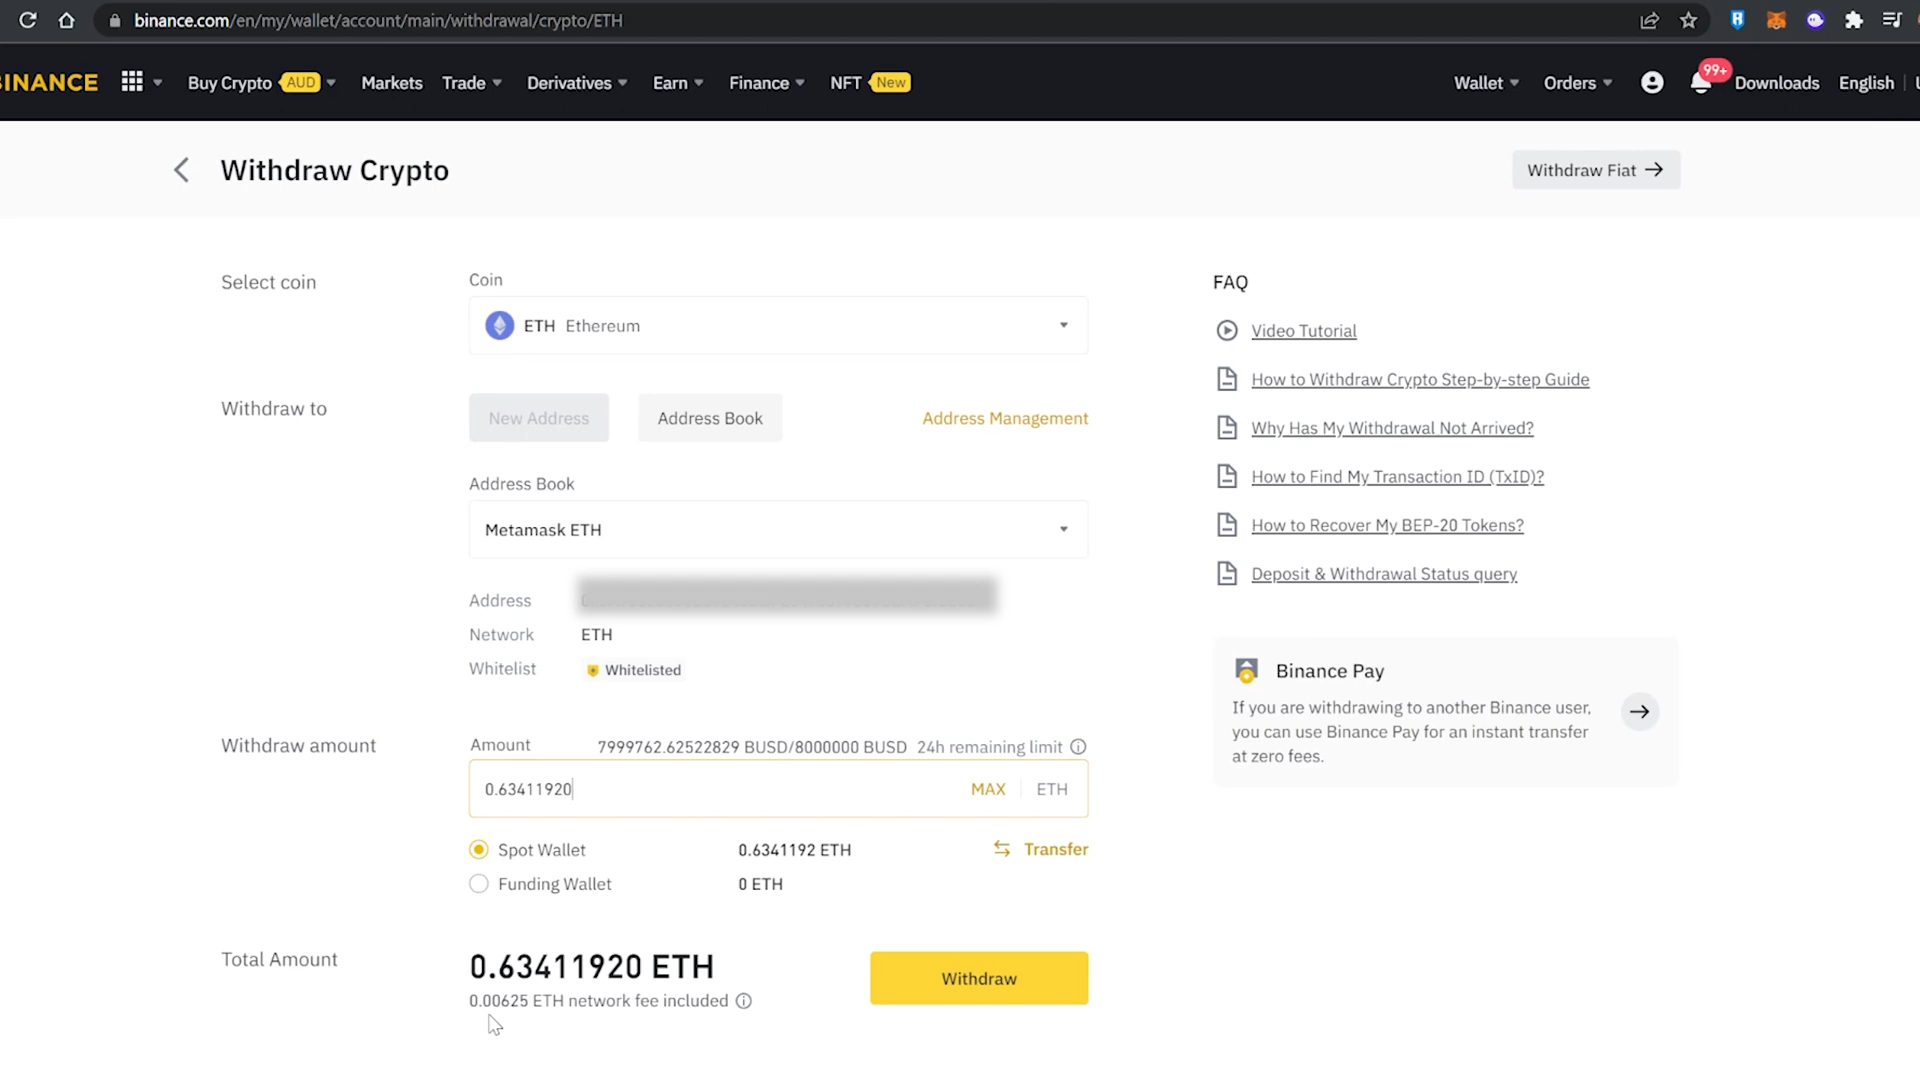 binance.com/en/my/wallet/account/main/withdrawal/crypto/ETH
BINANCE Buy Crypto AUD Markets Trade Derivatives Earn Finance NFT New Wallet Orders 99+ Downloads English
Withdraw Crypto
Withdraw Fiat →
Select coin
Coin
ETH Ethereum
Withdraw to
New Address Address Book Address Management
Address Book
Metamask ETH
Address
Network ETH
Whitelist Whitelisted
Withdraw amount
Amount 7999762.62522829 BUSD/8000000 BUSD 24h remaining limit
0.63411920 MAX ETH
Spot Wallet 0.6341192 ETH Transfer
Funding Wallet 0 ETH
Total Amount
0.63411920 ETH
0.00625 ETH network fee included
Withdraw
FAQ
Video Tutorial
How to Withdraw Crypto Step-by-step Guide
Why Has My Withdrawal Not Arrived?
How to Find My Transaction ID (TxID)?
How to Recover My BEP-20 Tokens?
Deposit & Withdrawal Status query
Binance Pay
If you are withdrawing to another Binance user,
you can use Binance Pay for an instant transfer
at zero fees.